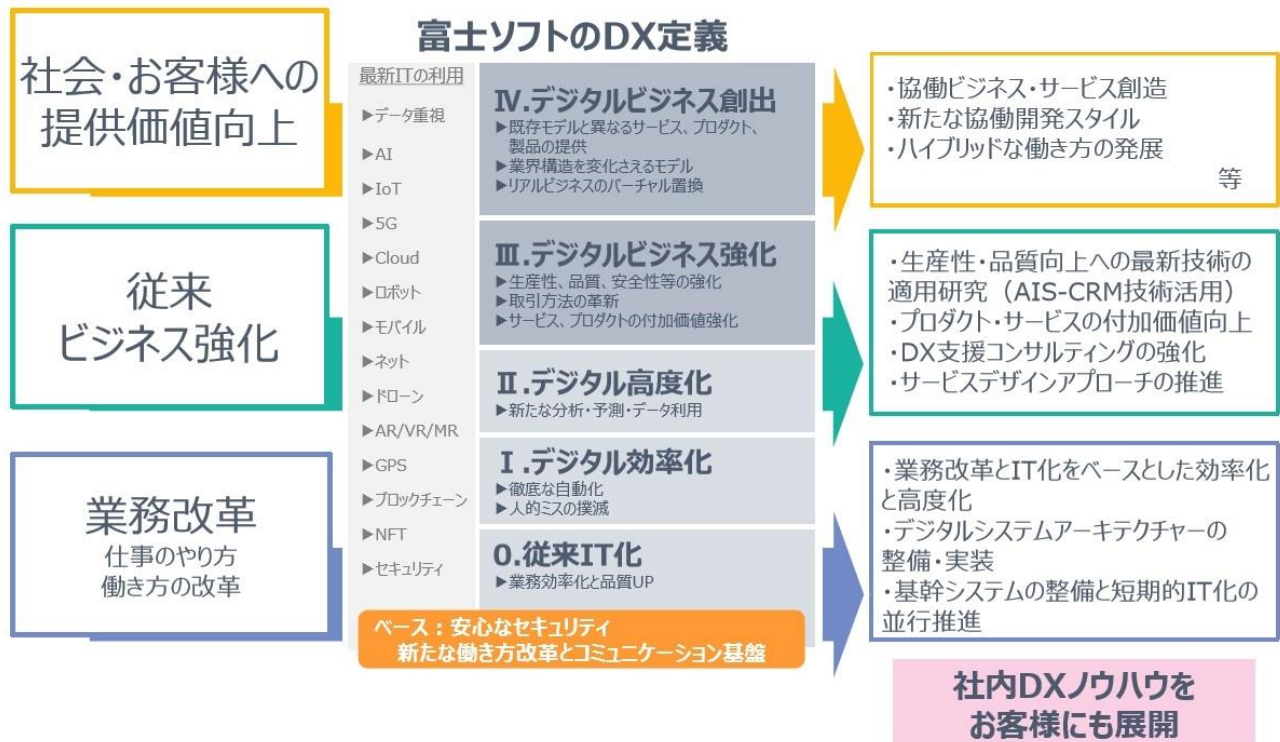 富士ソフトのDX定義
社会・お客様への
提供価値向上
従来
ビジネス強化
業務改革
仕事のやり方
働き方の改革
最新ITの利用
▶データ重視
▶AI
▶IoT
▶5G
▶Cloud
▶ロボット
▶モバイル
▶ネット
▶ドローン
▶AR/VR/MR
▶GPS
▶ブロックチェーン
▶NFT
▶セキュリティ
Ⅳ.デジタルビジネス創出
▶既存モデルと異なるサービス、プロダクト、
製品の提供
▶業界構造を変化さえるモデル
▶リアルビジネスのバーチャル置換
Ⅲ.デジタルビジネス強化
▶生産性、品質、安全性等の強化
▶取引方法の革新
▶サービス、プロダクトの付加価値強化
Ⅱ.デジタル高度化
▶新たな分析・予測・データ利用
Ⅰ.デジタル効率化
▶徹底な自動化
▶人的ミスの撲滅
0.従来IT化
▶業務効率化と品質UP
ベース：安心なセキュリティ
新たな働き方改革とコミュニケーション基盤
・協働ビジネス・サービス創造
・新たな協働開発スタイル
・ハイブリッドな働き方の発展
等
・生産性・品質向上への最新技術の
適用研究（AIS-CRM技術活用）
・プロダクト・サービスの付加価値向上
・DX支援コンサルティングの強化
・サービスデザインアプローチの推進
・業務改革とIT化をベースとした効率化
と高度化
・デジタルシステムアーキテクチャーの
整備・実装
・基幹システムの整備と短期的IT化の
並行推進
社内DXノウハウを
お客様にも展開